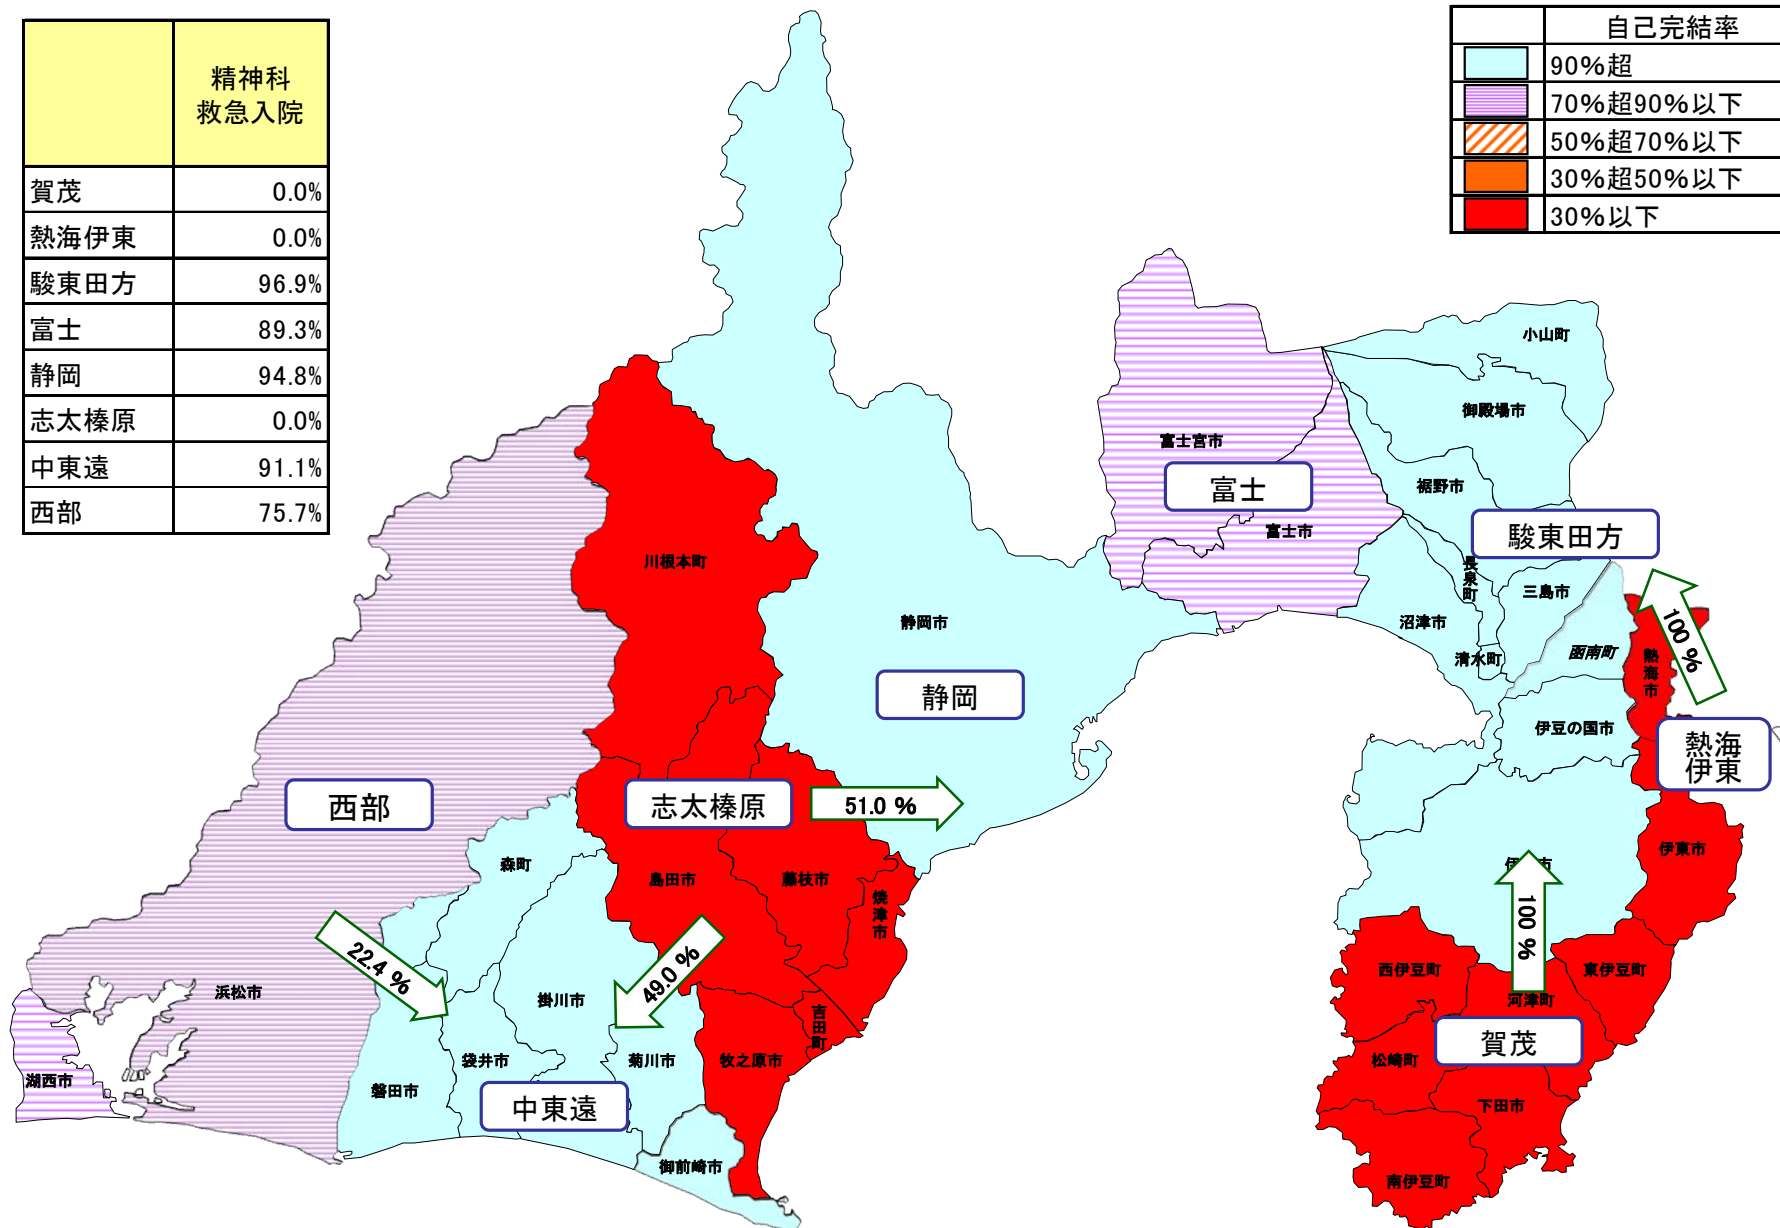 精神科
救急入院
賀茂 0.0%
熱海伊東 0.0%
駿東田方 96.9%
富士 89.3%
静岡 94.8%
志太榛原 0.0%
中東遠 91.1%
西部 75.7%
自己完結率
90%超
70%超90%以下
50%超70%以下
30%超50%以下
30%以下
小山町
御殿場市
富士宮市
富士
裾野市
富士市
駿東田方
川根本町
長泉町
三島市
静岡市
沼津市
100 %
函南町
清水町
熱海市
静岡
伊豆の国市
熱海
伊東
西部
志太榛原
51.0 %
森町
島田市
藤枝市
焼津市
伊 市
伊東市
100 %
22.4 %
49.0 %
西伊豆町
東伊豆町
浜松市
掛川市
河津町
吉田町
賀茂
湖西市
袋井市
菊川市
牧之原市
松崎町
磐田市
中東遠
下田市
御前崎市
南伊豆町